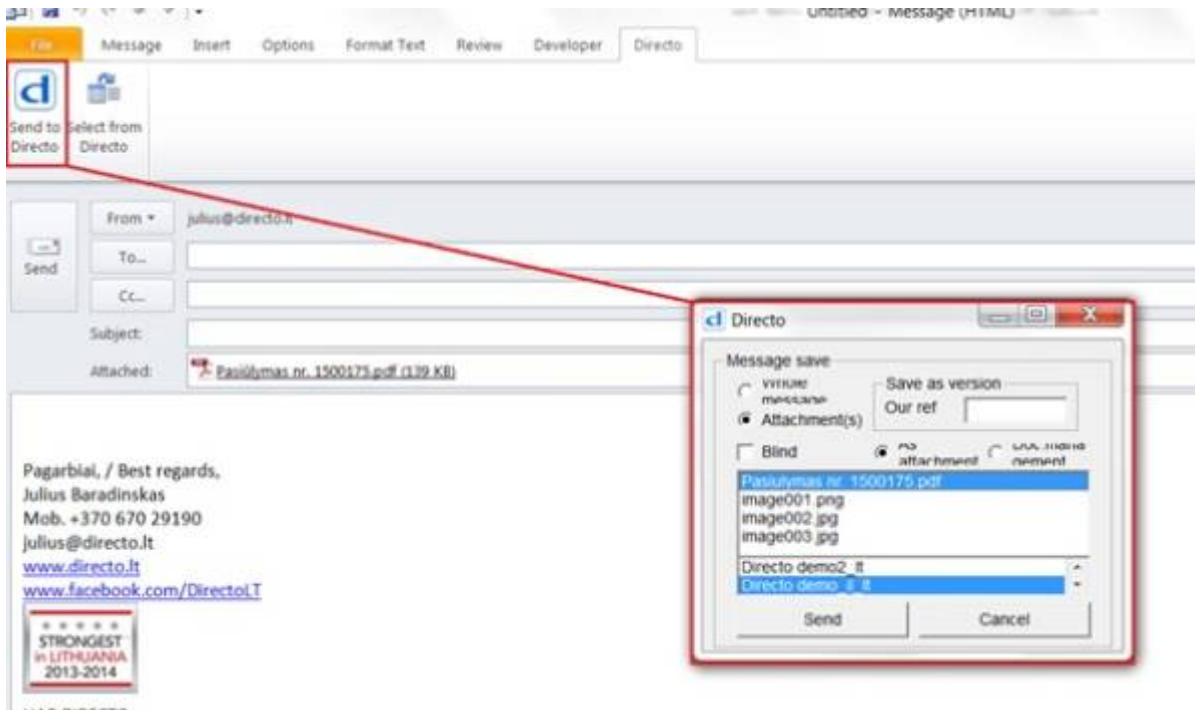 Untitled - Message (HTML)
File Message Insert Options Format Text Review Developer Directo
Send to Directo
Select from Directo
From julius@directo.lt
Send
To...
Cc...
Subject:
Attached: Pasiūlymas nr. 1500175.pdf (139 KB)
Directo
Message save
Whole message
Attachment(s)
Save as version
Our ref
Blind
As attachment
Pasiulymas nr. 1500175.pdf
image001.png
image002.jpg
image003.jpg
Directo demo2_lt
Send Cancel
Pagarbiai, / Best regards,
Julius Baradinskas
Mob. +370 670 29190
julius@directo.lt
www.directo.lt
www.facebook.com/DirectoLT
STRONGEST
in LITHUANIA
2013-2014